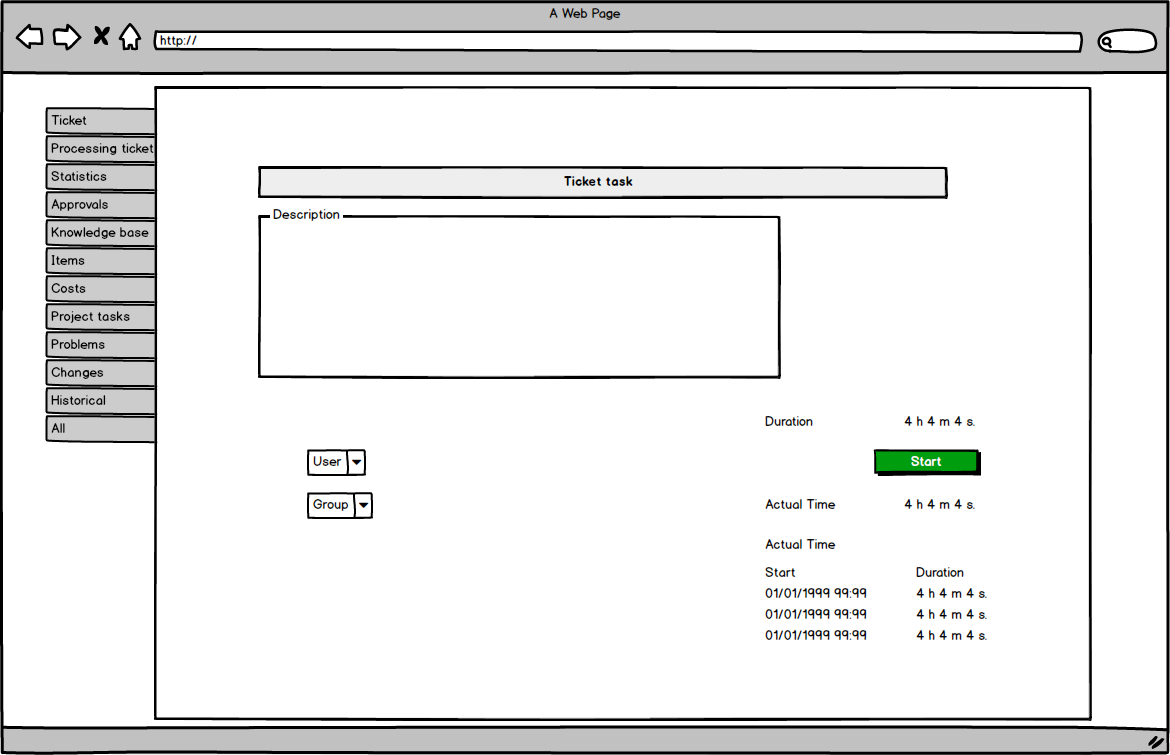 A Web Page
http://
Ticket
Processing ticket
Statistics
Approvals
Knowledge base
Items
Costs
Project tasks
Problems
Changes
Historical
All
Ticket task
Description
Duration 4 h 4 m 4 s.
User
Start
Group
Actual Time 4 h 4 m 4 s.
Actual Time
Start Duration
01/01/1999 99:99 4 h 4 m 4 s.
01/01/1999 99:99 4 h 4 m 4 s.
01/01/1999 99:99 4 h 4 m 4 s.